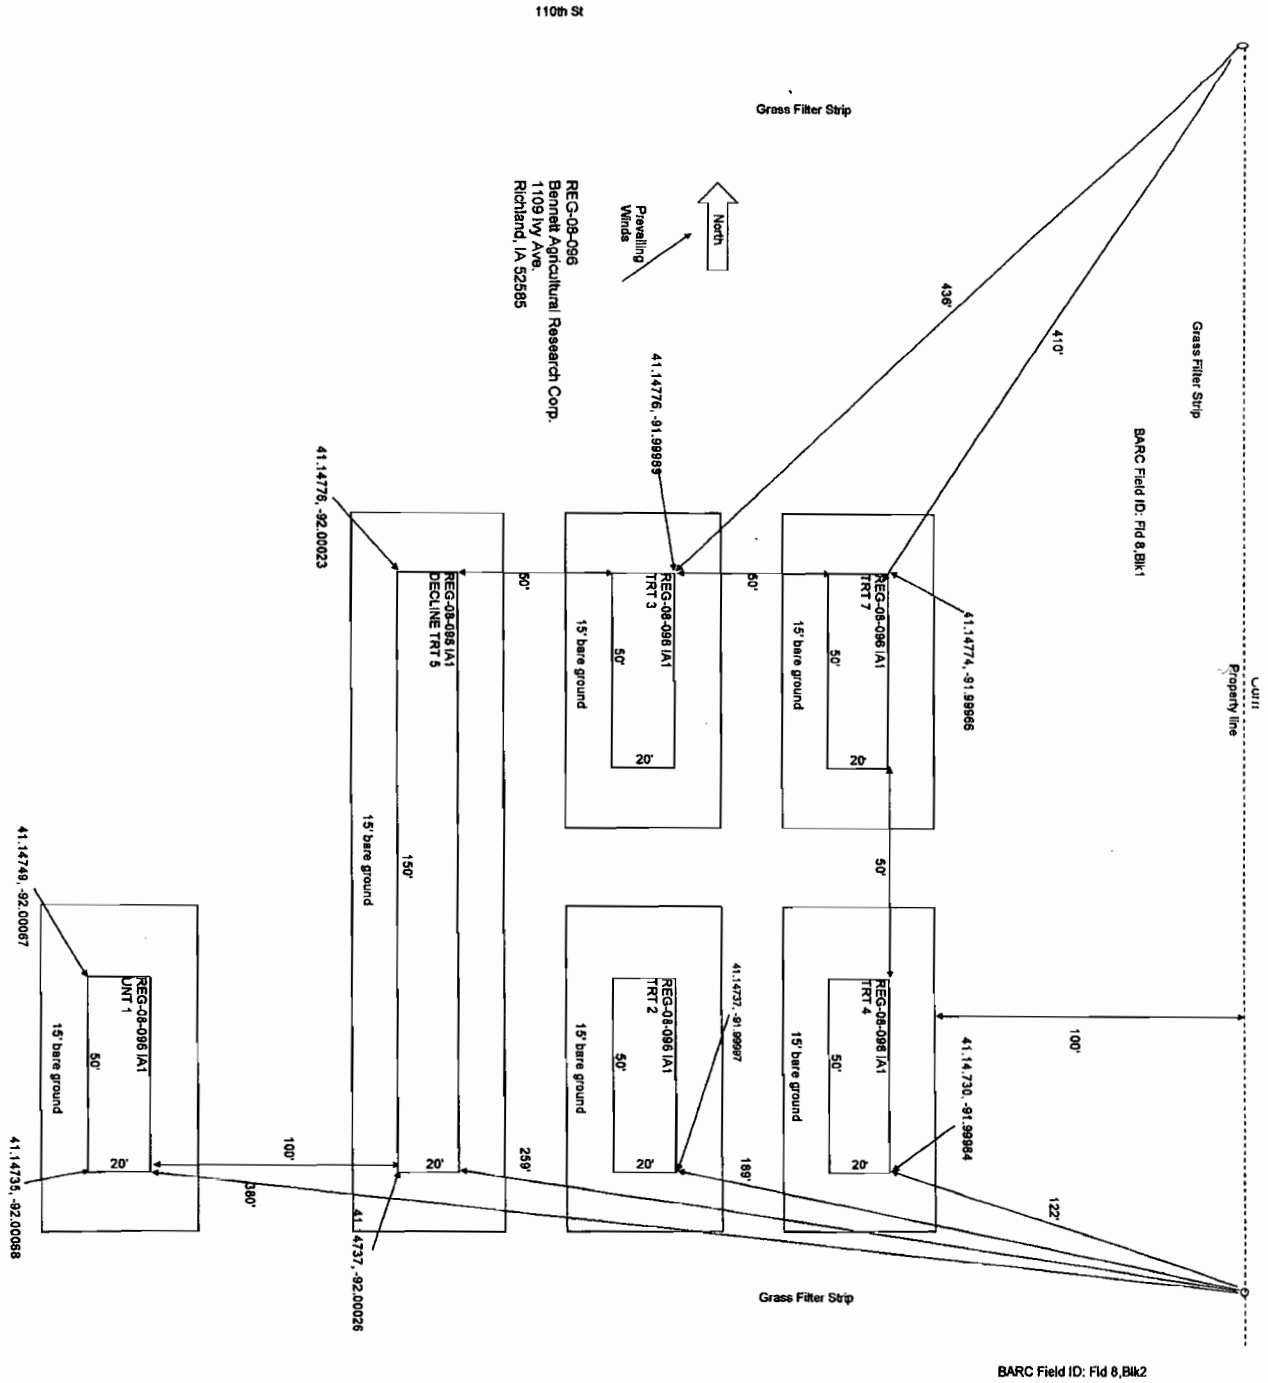 110th St
Grass Filter Strip
North
Prevailing
Winds
REG-08-096
Bennett Agricultural Research Corp.
1109 Ivy Ave.
Richland, IA 52585
436'
410'
Grass Filter Strip
BARC Field ID: Fld 8,Blk1
Property line
41.14776, -91.99989
41.14774, -91.99966
41.14776, -92.00023
50'
50'
REG-08-096 IA1
TRT 7
50'
20'
15' bare ground
REG-08-096 IA1
TRT 3
50'
20'
15' bare ground
REG-08-096 IA1
DECLINE TRT 5
150'
20'
15' bare ground
50'
REG-08-096 IA1
TRT 4
50'
20'
15' bare ground
100'
41.14.730, -91.99964
REG-08-096 IA1
TRT 2
50'
20'
15' bare ground
41.14737, -91.99997
41.14749, -92.00067
REG-08-096 IA1
UNT 1
50'
20'
15' bare ground
41.14735, -92.00068
100'
380'
259'
189'
122'
4737, -92.00026
Grass Filter Strip
BARC Field ID: Fld 8,Blk2